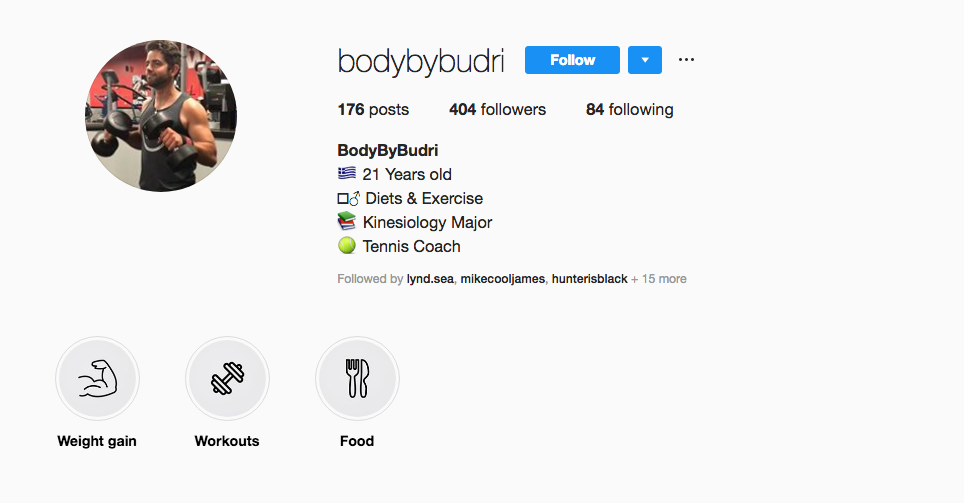 bodybybudri Follow
176 posts 404 followers 84 following
BodyByBudri
🇬🇷 21 Years old
□♂ Diets & Exercise
📚 Kinesiology Major
🎾 Tennis Coach
Followed by lynd.sea, mikecooljames, hunterisblack + 15 more
Weight gain Workouts Food